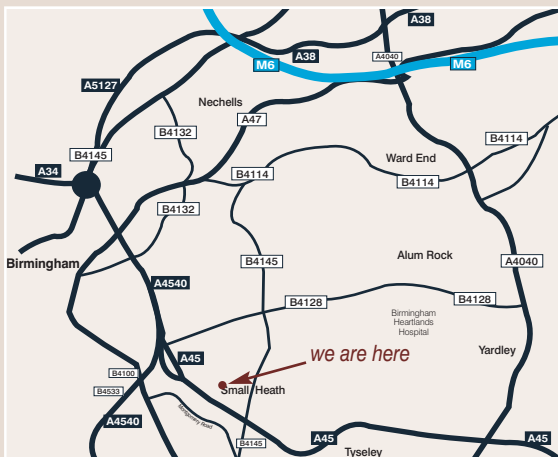 A38
A38
A4040
M6
M6
A5127
Nechells
A47
B4132
B4114
B4145
Ward End
A34
B4114
B4114
B4132
Alum Rock
Birmingham
B4145
A4040
A4540
B4128
B4128
Birmingham
Heartlands
Hospital
we are here
Yardley
A45
B4100
Small Heath
B4533
Montgomery Road
A4540
A45
A45
B4145
Tyseley